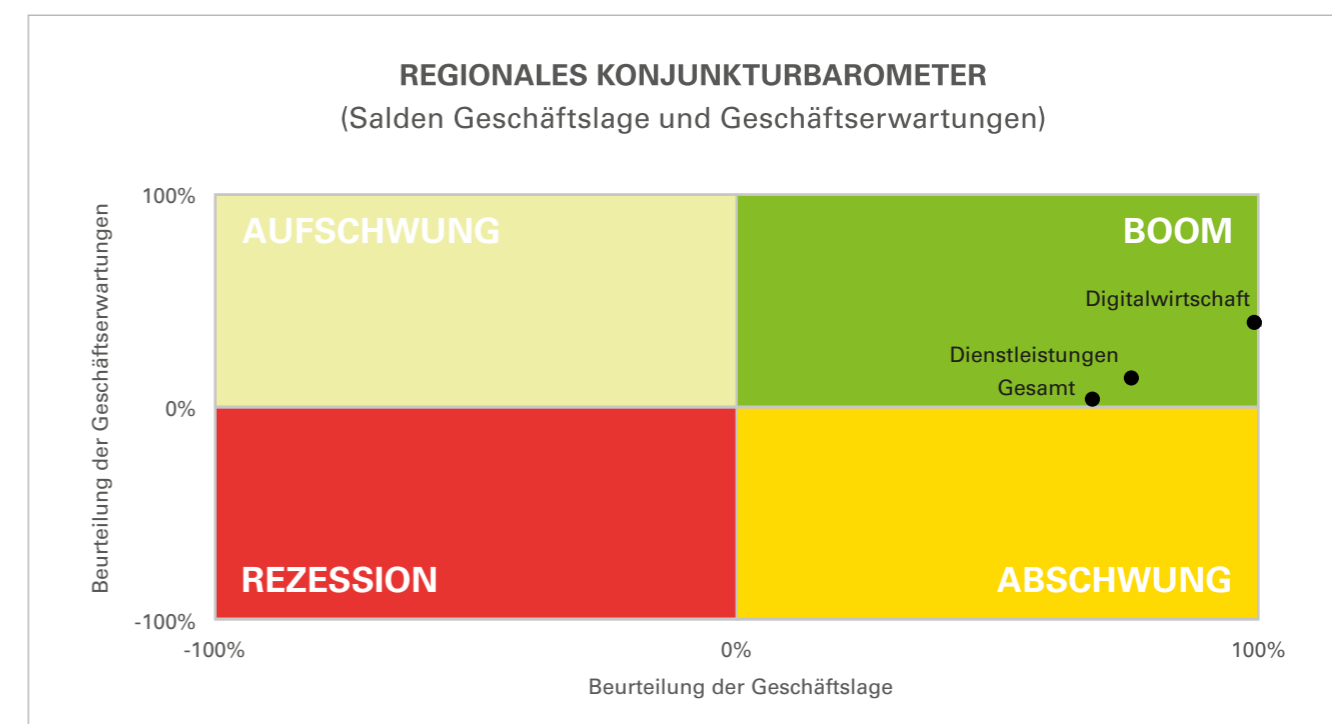 REGIONALES KONJUNKTURBAROMETER
(Salden Geschäftslage und Geschäftserwartungen)
Beurteilung der Geschäftserwartungen
100%
AUFSCHWUNG
BOOM
Digitalwirtschaft
Dienstleistungen
Gesamt
0%
REZESSION
ABSCHWUNG
-100%
-100%
0%
100%
Beurteilung der Geschäftslage